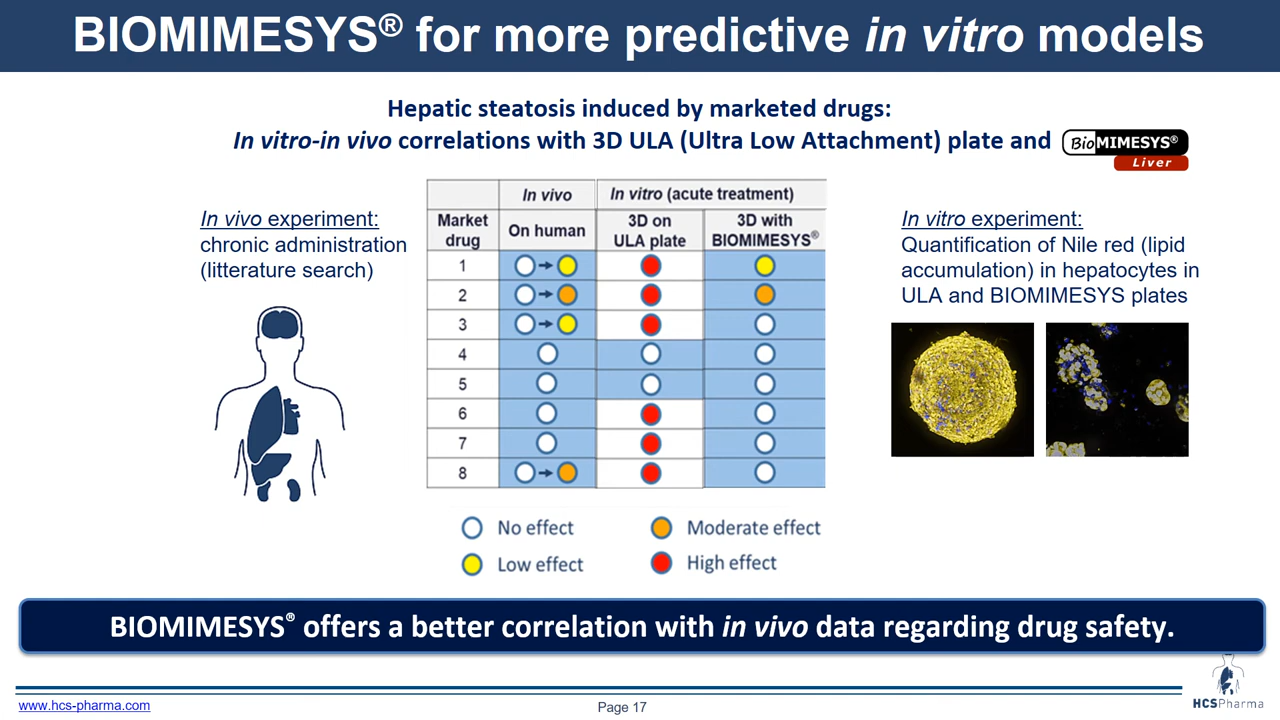 BIOMIMESYS® for more predictive in vitro models
Hepatic steatosis induced by marketed drugs:
In vitro-in vivo correlations with 3D ULA (Ultra Low Attachment) plate and
BioMIMESYS®
Liver
In vivo experiment:
chronic administration
(litterature search)
In vivo
In vitro (acute treatment)
Market drug
On human
3D on ULA plate
3D with BIOMIMESYS®
1
2
3
4
5
6
7
8
No effect
Moderate effect
Low effect
High effect
In vitro experiment:
Quantification of Nile red (lipid
accumulation) in hepatocytes in
ULA and BIOMIMESYS plates
BIOMIMESYS® offers a better correlation with in vivo data regarding drug safety.
www.hcs-pharma.com
Page 17
HCSPharma